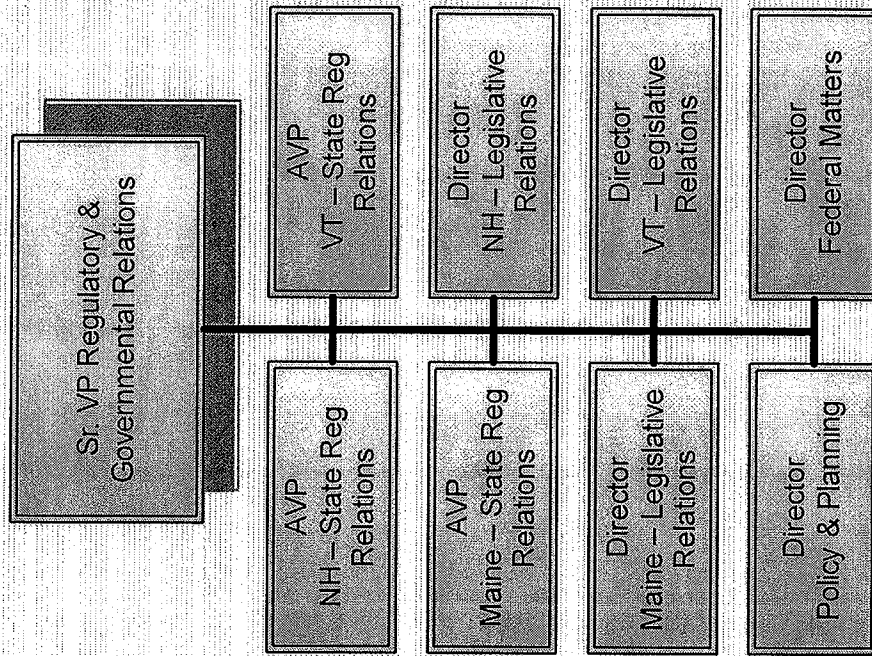 Sr. VP Regulatory &
Governmental Relations
AVP
NH – State Reg
Relations
AVP
VT – State Reg
Relations
AVP
Maine – State Reg
Relations
Director
NH – Legislative
Relations
Director
Maine – Legislative
Relations
Director
VT – Legislative
Relations
Director
Policy & Planning
Director
Federal Matters